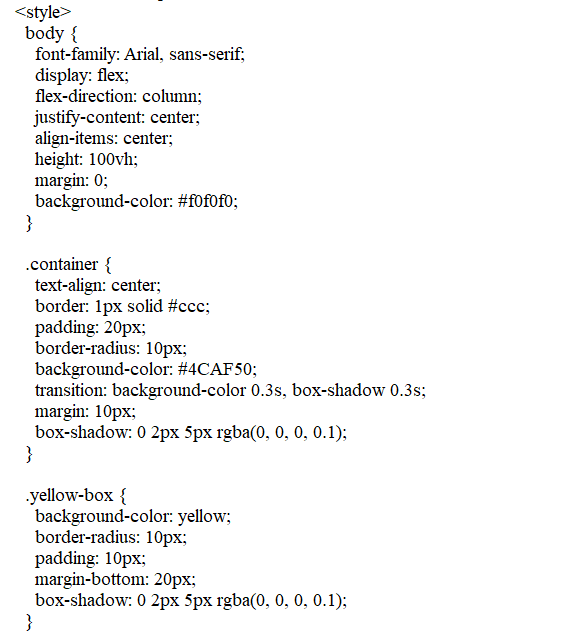 <style>
body {
font-family: Arial, sans-serif;
display: flex;
flex-direction: column;
justify-content: center;
align-items: center;
height: 100vh;
margin: 0;
background-color: #f0f0f0;
}
.container {
text-align: center;
border: 1px solid #ccc;
padding: 20px;
border-radius: 10px;
background-color: #4CAF50;
transition: background-color 0.3s, box-shadow 0.3s;
margin: 10px;
box-shadow: 0 2px 5px rgba(0, 0, 0, 0.1);
}
.yellow-box {
background-color: yellow;
border-radius: 10px;
padding: 10px;
margin-bottom: 20px;
box-shadow: 0 2px 5px rgba(0, 0, 0, 0.1);
}